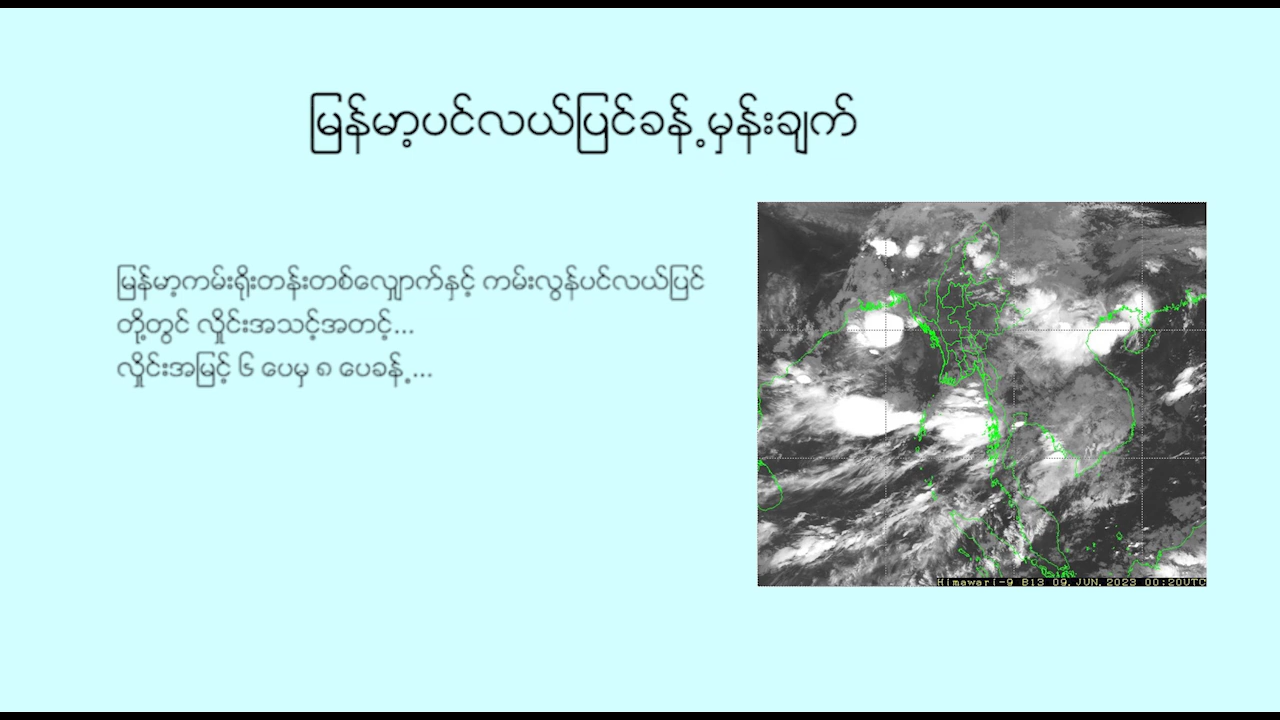 မြန်မာ့ပင်လယ်ပြင်ခန့်မှန်းချက်
မြန်မာ့ကမ်းရိုးတန်းတစ်လျှောက်နှင့် ကမ်းလွန်ပင်လယ်ပြင်
တို့တွင် လှိုင်းအသင့်အတင့်...
လှိုင်းအမြင့် ၆ ပေမှ ၈ ပေခန့်...
Himawari-9 B13 09.JUN.2023 00:20UTC